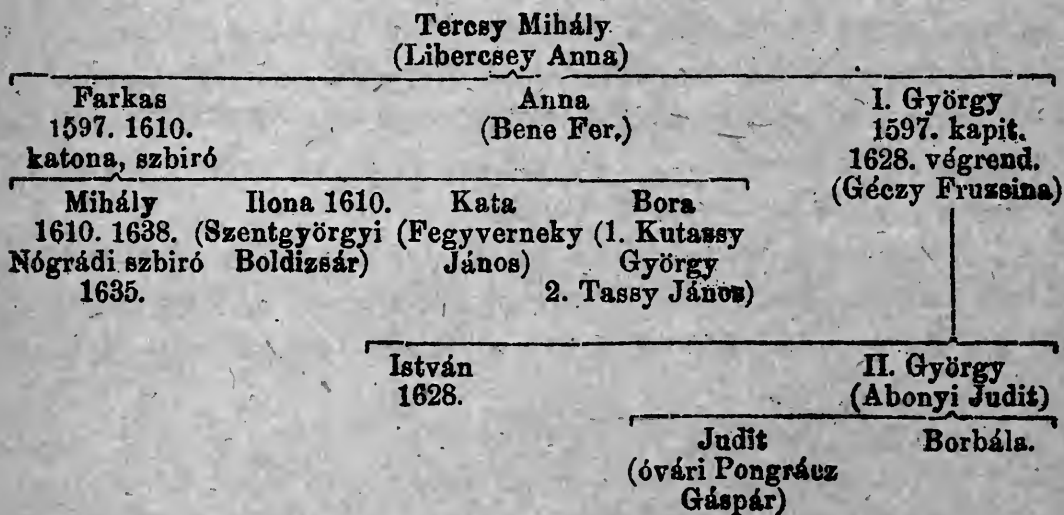 Tercsy Mihály
(Libercsey Anna)
Farkas Anna I. György
1597. 1610. (Bene Fer.) 1597. kapit.
katona, szbiró 1628. végrend.
(Géczy Fruzsina)
Mihály Ilona 1610. Kata Bora
1610. 1638. (Szentgyörgyi (Fegyverneky (1. Kutassy
Nógrádi szbiró Boldizsár) János) György
1635. 2. Tassy János)
István II. György
1628. (Abonyi Judit)
Judit Borbála.
(óvári Pongrácz
Gáspár)